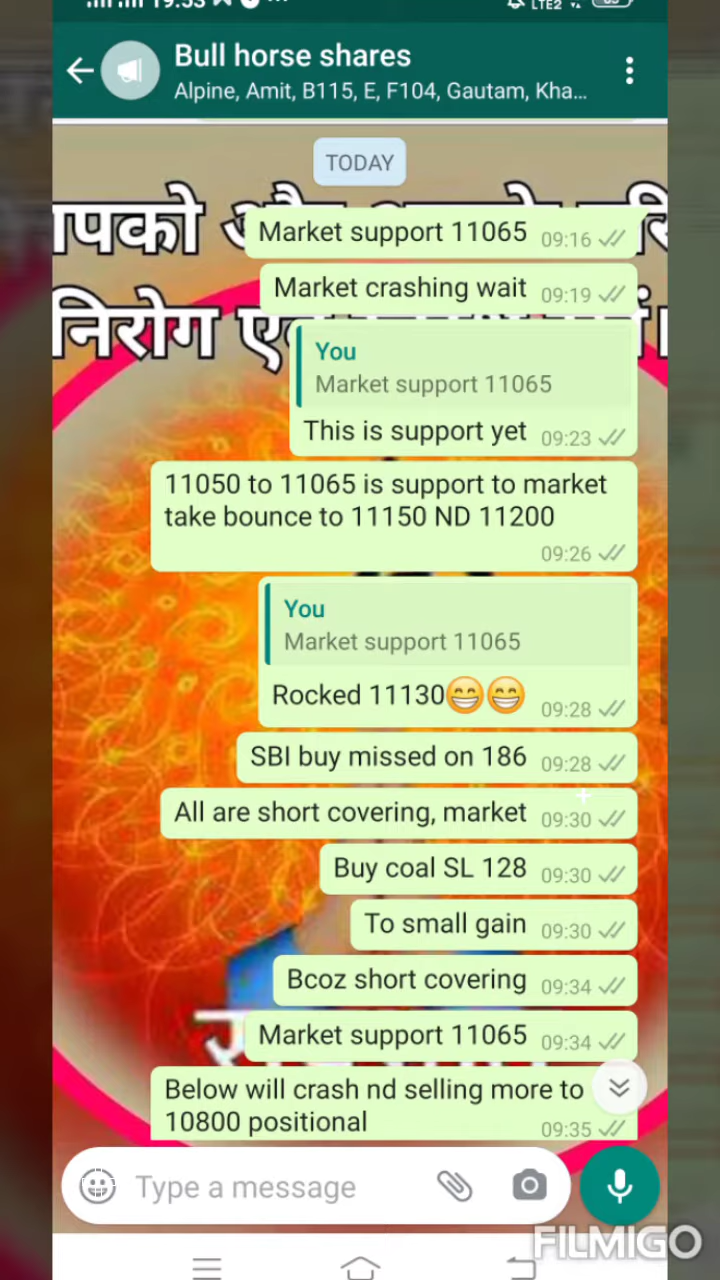 19:53
LTE2
Bull horse shares
Alpine, Amit, B115, E, F104, Gautam, Kha...
TODAY
Market support 11065 09:16
Market crashing wait 09:19
निरोग
You
Market support 11065
This is support yet 09:23
11050 to 11065 is support to market
take bounce to 11150 ND 11200
09:26
You
Market support 11065
Rocked 11130😁😁 09:28
SBI buy missed on 186 09:28
All are short covering, market 09:30
Buy coal SL 128 09:30
To small gain 09:30
Bcoz short covering 09:34
Market support 11065 09:34
Below will crash nd selling more to
10800 positional 09:35
Type a message
FILMIGO